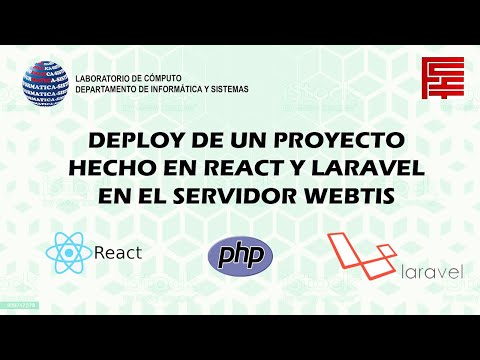 LABORATORIO DE CÓMPUTO
DEPARTAMENTO DE INFORMÁTICA Y SISTEMAS
DEPLOY DE UN PROYECTO
HECHO EN REACT Y LARAVEL
EN EL SERVIDOR WEBTIS
React
php
laravel